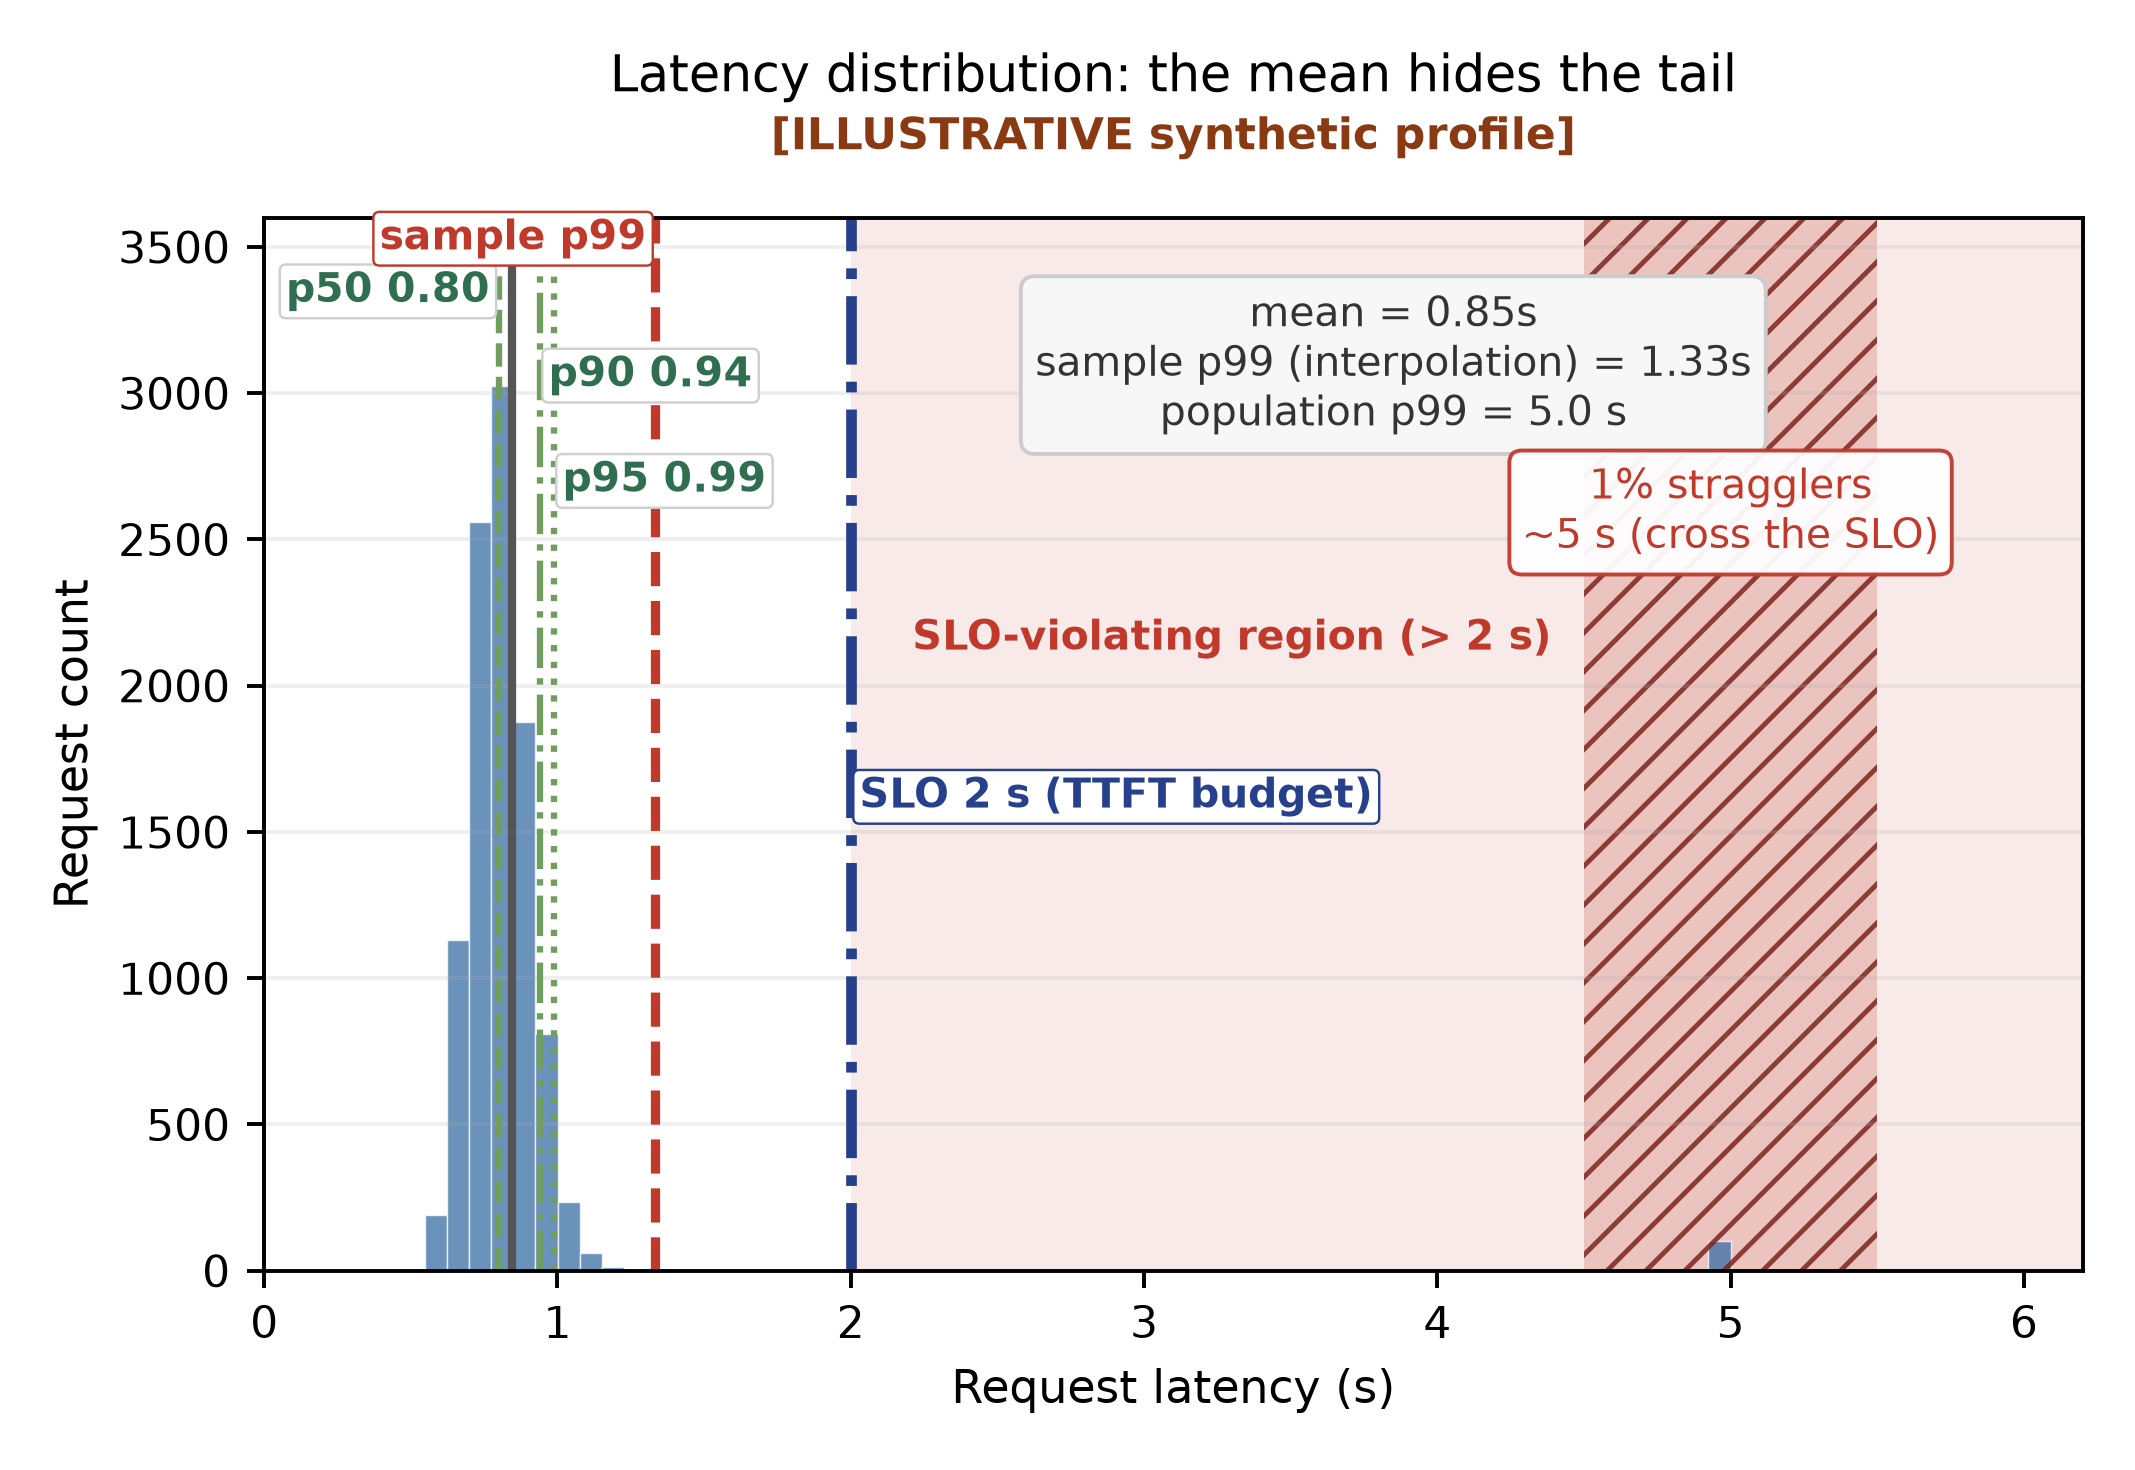 Latency distribution: the mean hides the tail
[ILLUSTRATIVE synthetic profile]
sample p99
p50 0.80
p90 0.94
p95 0.99
mean = 0.85s
sample p99 (interpolation) = 1.33s
population p99 = 5.0 s
1% stragglers
~5 s (cross the SLO)
SLO-violating region (> 2 s)
SLO 2 s (TTFT budget)
Request count
3500
3000
2500
2000
1500
1000
500
0
0 1 2 3 4 5 6
Request latency (s)